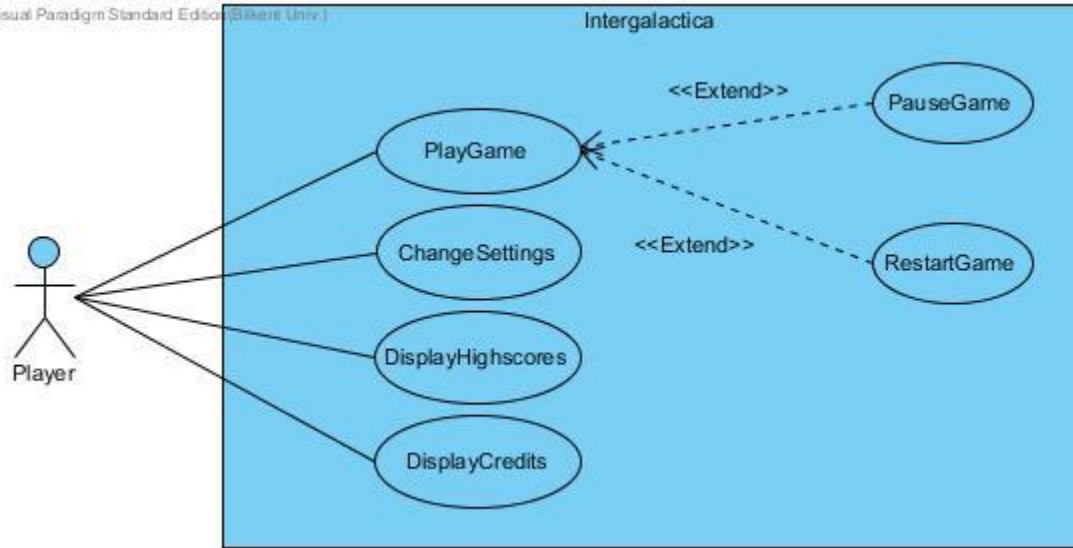 isual Paradigm Standard Edition(Bilkent Univ.)
Intergalactica
<<Extend>>
PauseGame
PlayGame
<<Extend>>
ChangeSettings
RestartGame
DisplayHighscores
Player
DisplayCredits